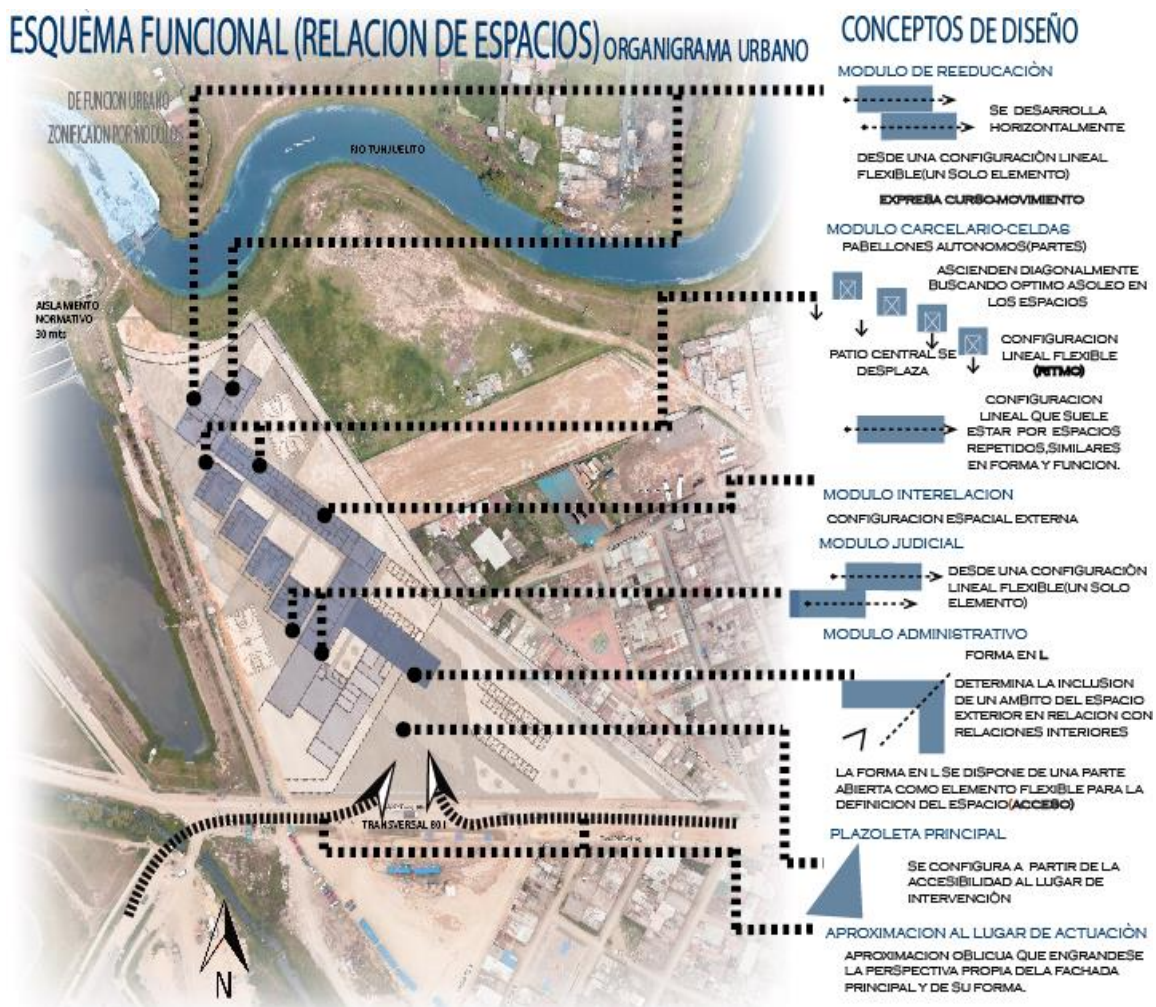 ESQUEMA FUNCIONAL (RELACION DE ESPACIOS) ORGANIGRAMA URBANO
DE FUNCION URBANO
ZONIFICAION POR MODULOS
RIO TUNJUELITO
AISLAMIENTO
NORMATIVO
30 mts
TRANSVERSAL 80 I
N
CONCEPTOS DE DISEÑO
MODULO DE REEDUCACIÒN
SE DESARROLLA
HORIZONTALMENTE
DESDE UNA CONFIGURACIÒN LINEAL
FLEXIBLE(UN SOLO ELEMENTO)
EXPRESA CURSO-MOVIMIENTO
MODULO CARCELARIO-CELDAS
PABELLONES AUTONOMOS(PARTES)
ASCIENDEN DIAGONALMENTE
BUSCANDO OPTIMO ASOLEO EN
LOS ESPACIOS
PATIO CENTRAL SE
DESPLAZA
CONFIGURACION
LINEAL FLEXIBLE
(RITMO)
CONFIGURACION
LINEAL QUE SUELE
ESTAR POR ESPACIOS
REPETIDOS,SIMILARES
EN FORMA Y FUNCION.
MODULO INTERELACION
CONFIGURACION ESPACIAL EXTERNA
MODULO JUDICIAL
DESDE UNA CONFIGURACIÒN
LINEAL FLEXIBLE(UN SOLO
ELEMENTO)
MODULO ADMINISTRATIVO
FORMA EN L
DETERMINA LA INCLUSION
DE UN AMBITO DEL ESPACIO
EXTERIOR EN RELACION CON
RELACIONES INTERIORES
LA FORMA EN L SE DISPONE DE UNA PARTE
ABIERTA COMO ELEMENTO FLEXIBLE PARA LA
DEFINICION DEL ESPACIO(ACCESO)
PLAZOLETA PRINCIPAL
SE CONFIGURA A PARTIR DE LA
ACCESIBILIDAD AL LUGAR DE
INTERVENCIÒN
APROXIMACION AL LUGAR DE ACTUACIÒN
APROXIMACION OBLICUA QUE ENGRANDESE
LA PERSPECTIVA PROPIA DELA FACHADA
PRINCIPAL Y DE SU FORMA.